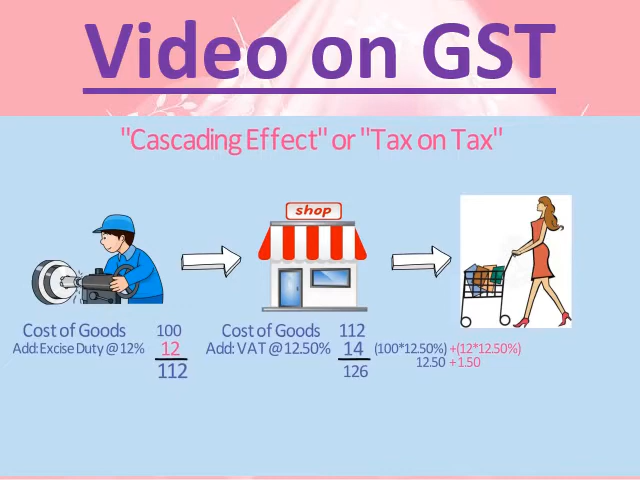 Video on GST
"Cascading Effect" or "Tax on Tax"
shop
Cost of Goods 100
Add: Excise Duty @ 12% 12
112
Cost of Goods 112
Add: VAT @ 12.50% 14 (100*12.50%) +(12*12.50%)
12.50 + 1.50
126